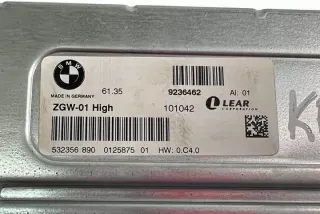 BMW
MADE IN GERMANY 61.35 9236462 AI: 01
ZGW-01 High 101042 LEAR
CORPORATION
532356 890 0125875 01 HW: 0.C4.0